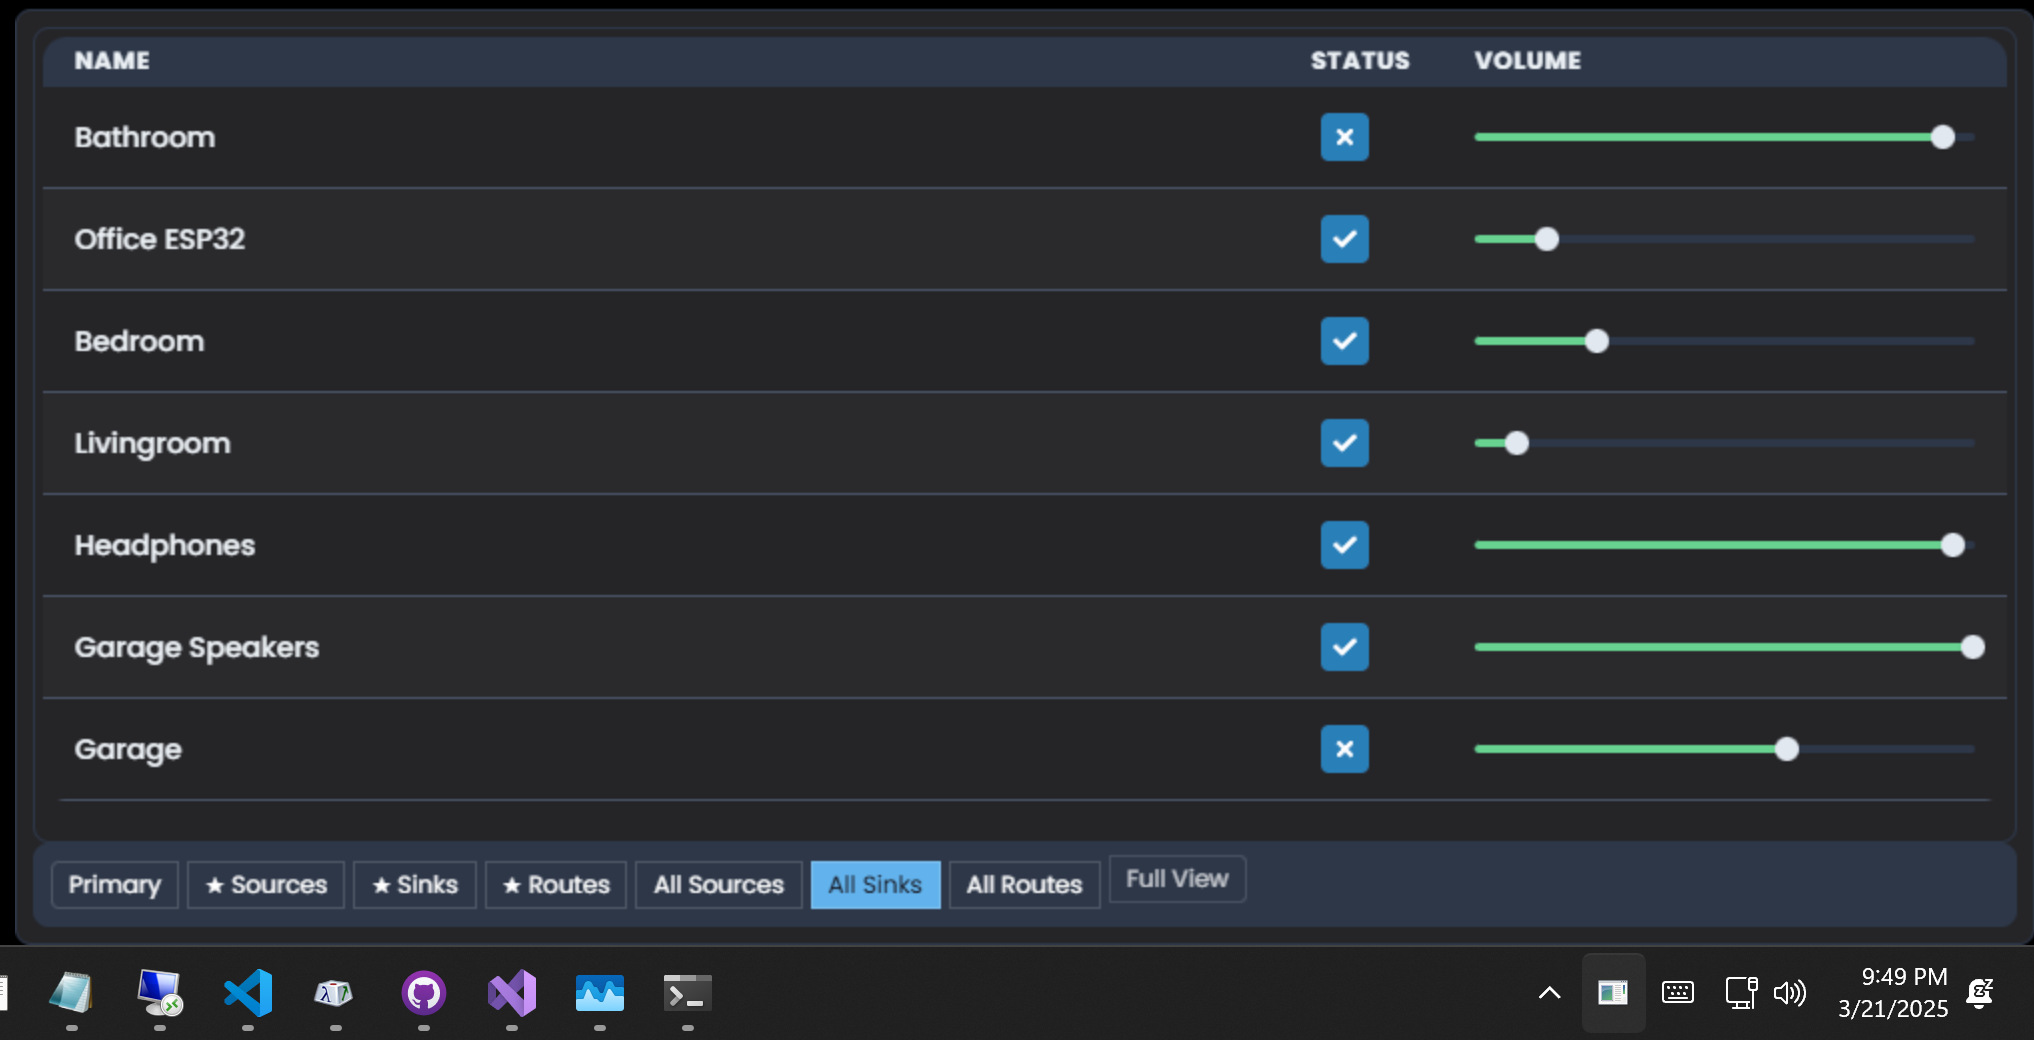 NAME STATUS VOLUME
Bathroom
Office ESP32
Bedroom
Livingroom
Headphones
Garage Speakers
Garage
Primary ★ Sources ★ Sinks ★ Routes All Sources All Sinks All Routes Full View
9:49 PM
3/21/2025